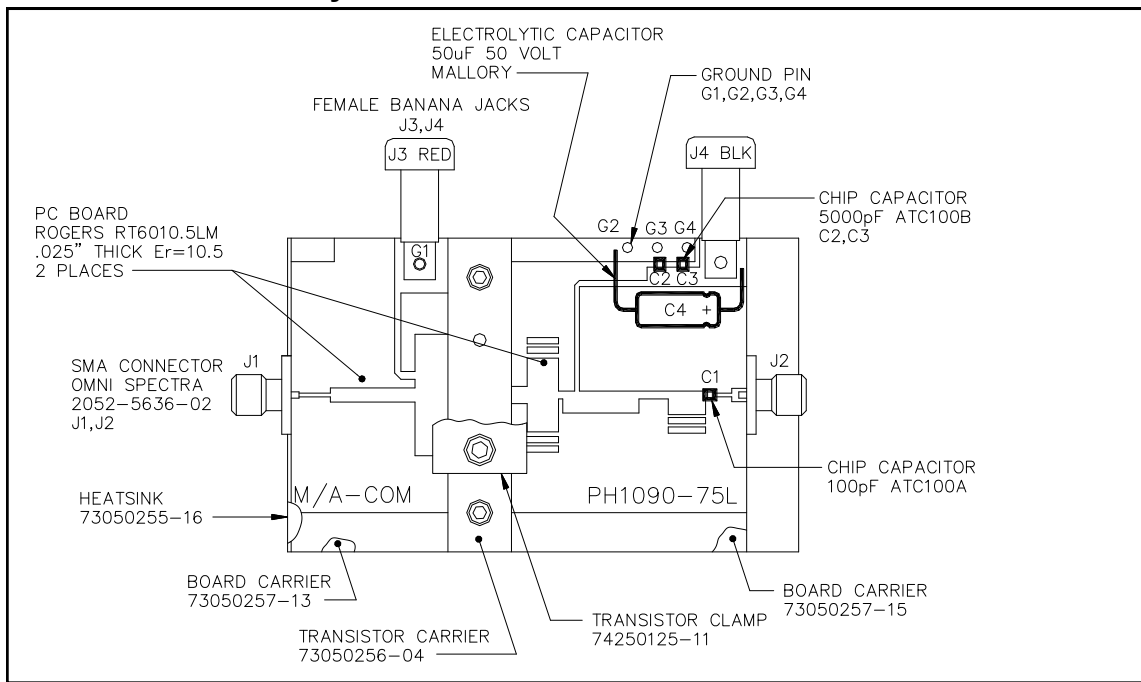 ELECTROLYTIC CAPACITOR
50uF 50 VOLT
MALLORY
GROUND PIN
G1,G2,G3,G4
FEMALE BANANA JACKS
J3,J4
J3 RED
J4 BLK
CHIP CAPACITOR
5000pF ATC100B
C2,C3
PC BOARD
ROGERS RT6010.5LM
.025" THICK Er=10.5
2 PLACES
G2
G3
G4
G1
C2
C3
C4
+
SMA CONNECTOR
OMNI SPECTRA
2052-5636-02
J1,J2
J1
C1
J2
CHIP CAPACITOR
100pF ATC100A
M/A-COM
PH1090-75L
HEATSINK
73050255-16
BOARD CARRIER
73050257-13
TRANSISTOR CARRIER
73050256-04
TRANSISTOR CLAMP
74250125-11
BOARD CARRIER
73050257-15